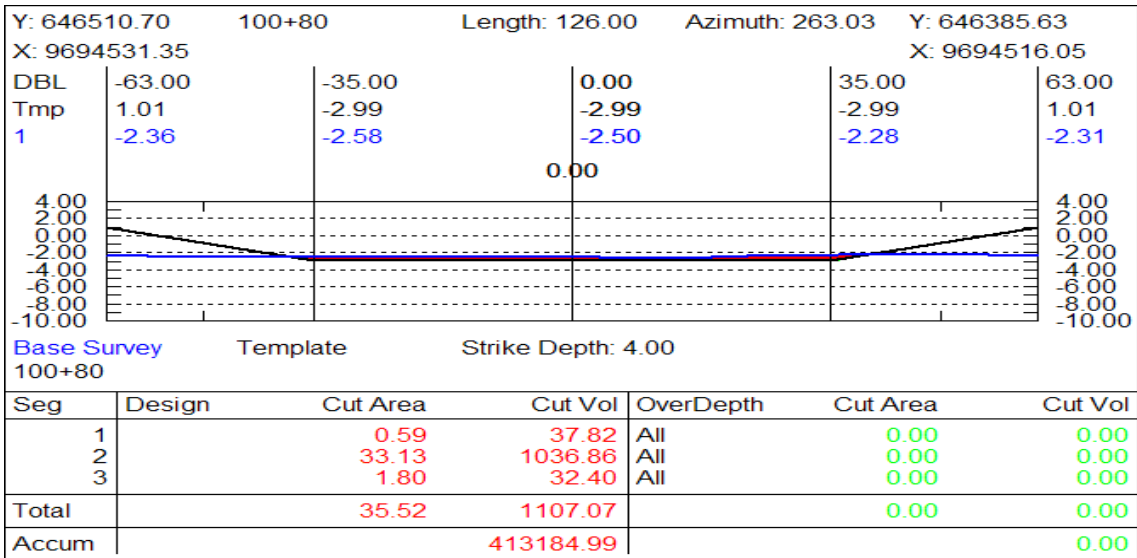 Y: 646510.70 100+80 Length: 126.00 Azimuth: 263.03 Y: 646385.63
X: 9694531.35 X: 9694516.05
DBL -63.00 -35.00 0.00 35.00 63.00
Tmp 1.01 -2.99 -2.99 -2.99 1.01
1 -2.36 -2.58 -2.50 -2.28 -2.31
0.00
4.00 4.00
2.00 2.00
0.00 0.00
-2.00 -2.00
-4.00 -4.00
-6.00 -6.00
-8.00 -8.00
-10.00 -10.00
Base Survey Template Strike Depth: 4.00
100+80
Seg Design Cut Area Cut Vol OverDepth Cut Area Cut Vol
1 0.59 37.82 All 0.00 0.00
2 33.13 1036.86 All 0.00 0.00
3 1.80 32.40 All 0.00 0.00
Total 35.52 1107.07 0.00 0.00
Accum 413184.99 0.00